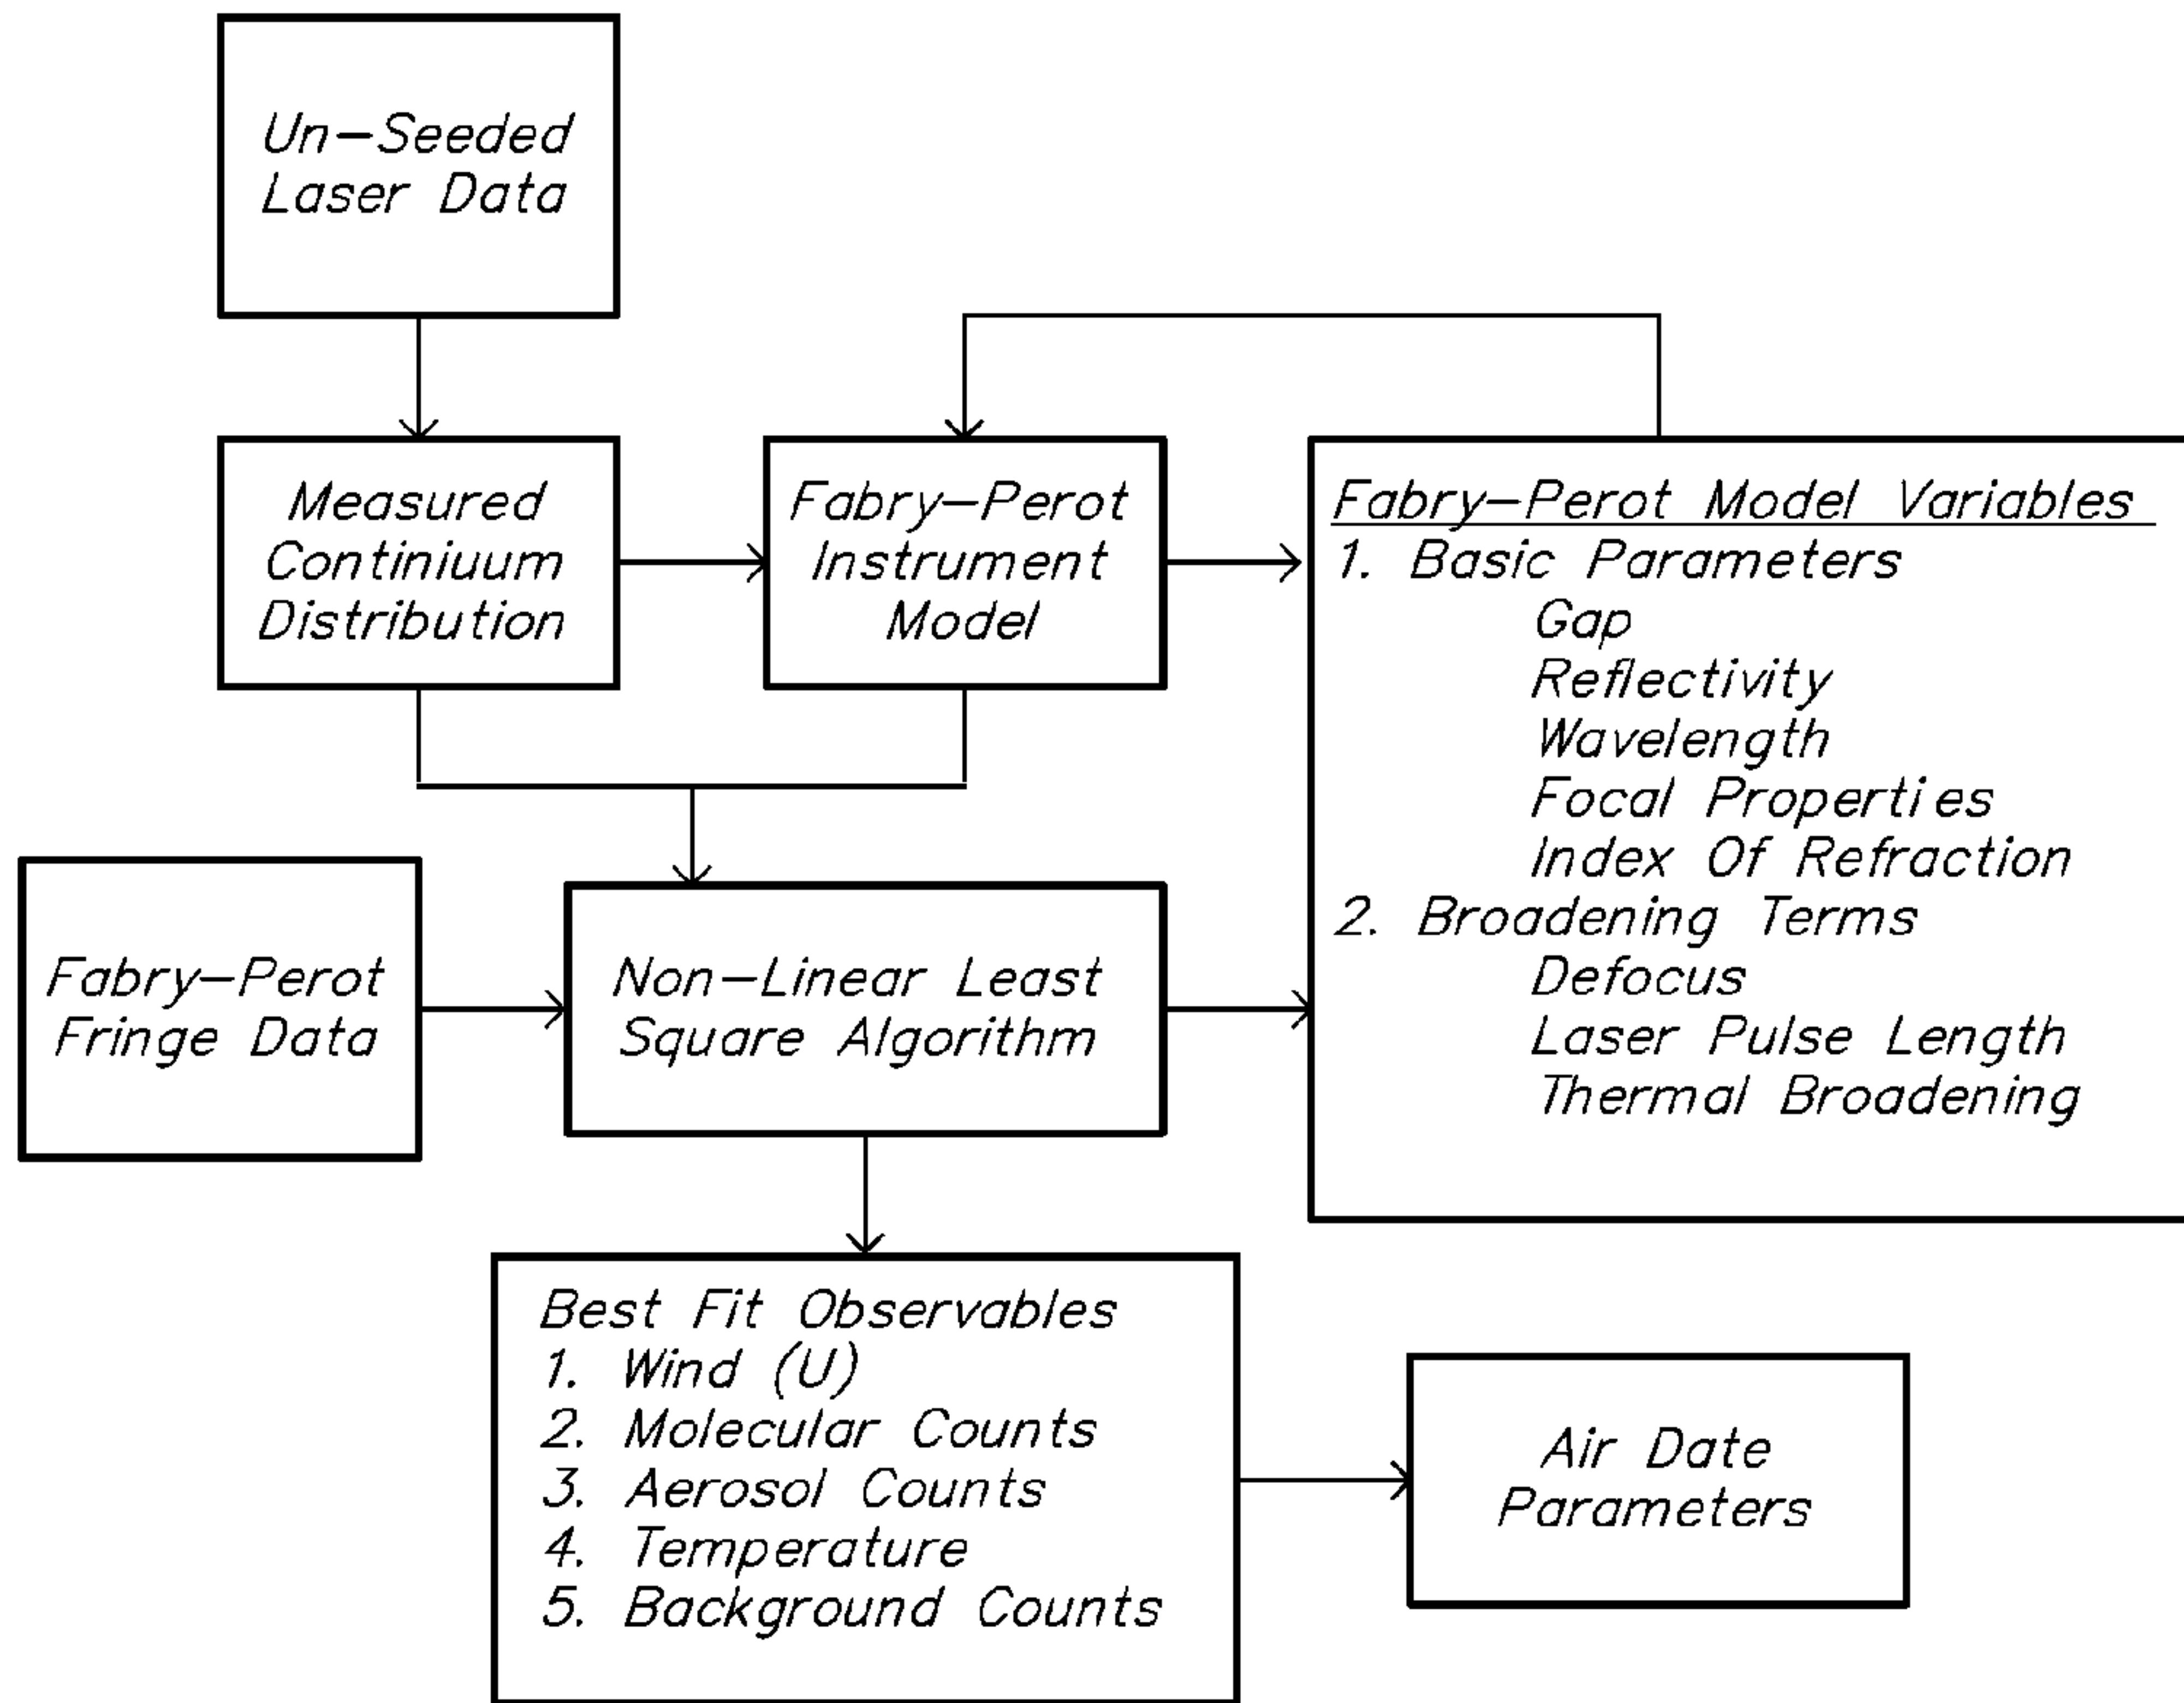 Un-Seeded
Laser Data
Measured
Continiuum
Distribution
Fabry-Perot
Instrument
Model
Fabry-Perot Model Variables
1. Basic Parameters
Gap
Reflectivity
Wavelength
Focal Properties
Index Of Refraction
2. Broadening Terms
Defocus
Laser Pulse Length
Thermal Broadening
Fabry-Perot
Fringe Data
Non-Linear Least
Square Algorithm
Best Fit Observables
1. Wind (U)
2. Molecular Counts
3. Aerosol Counts
4. Temperature
5. Background Counts
Air Date
Parameters